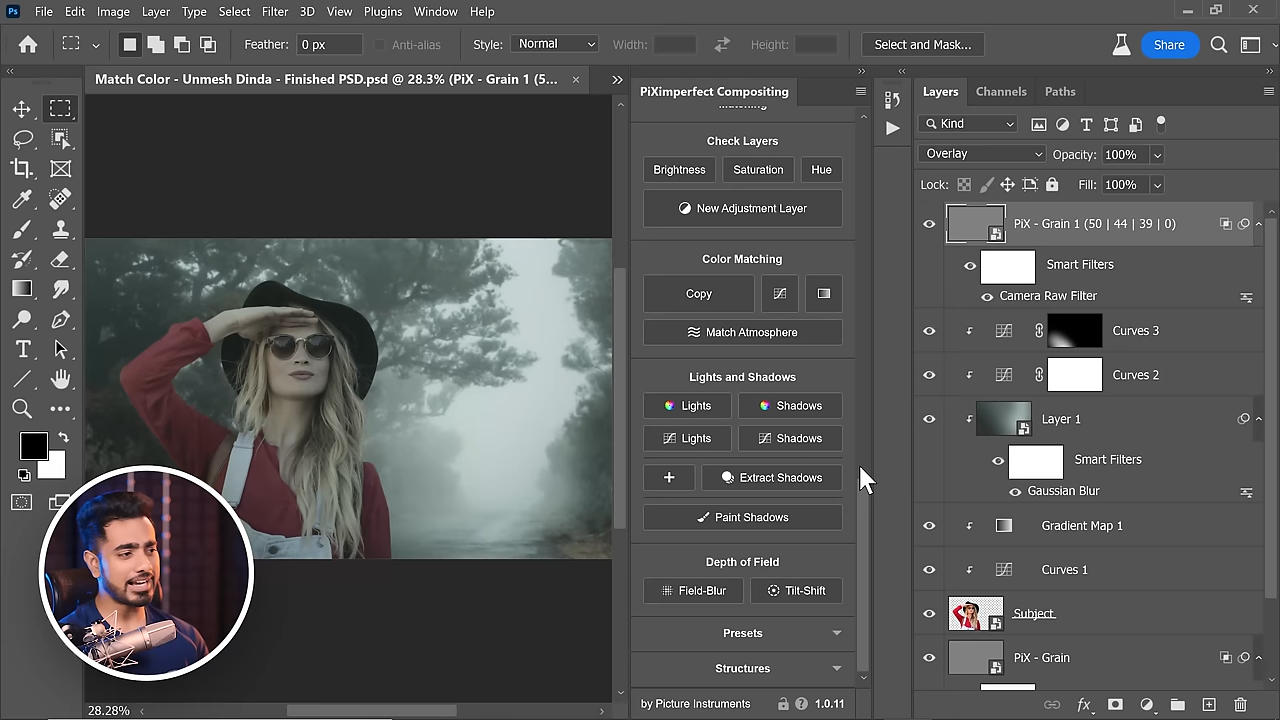 Ps File Edit Image Layer Type Select Filter 3D View Plugins Window Help
Feather: 0 px Anti-alias Style: Normal Width: Height: Select and Mask... Share
Match Color - Unmesh Dinda - Finished PSD.psd @ 28.3% (PiX - Grain 1 (5...
PiXimperfect Compositing
Matching
Check Layers
Brightness Saturation Hue
New Adjustment Layer
Color Matching
Copy
Match Atmosphere
Lights and Shadows
Lights Shadows
Lights Shadows
+ Extract Shadows
Paint Shadows
Depth of Field
Field-Blur Tilt-Shift
Presets
Structures
by Picture Instruments 1.0.11
Layers Channels Paths
Kind
Overlay Opacity: 100%
Lock: Fill: 100%
PiX - Grain 1 (50 | 44 | 39 | 0)
Smart Filters
Camera Raw Filter
Curves 3
Curves 2
Layer 1
Smart Filters
Gaussian Blur
Gradient Map 1
Curves 1
Subject
PiX - Grain
fx
28.28%